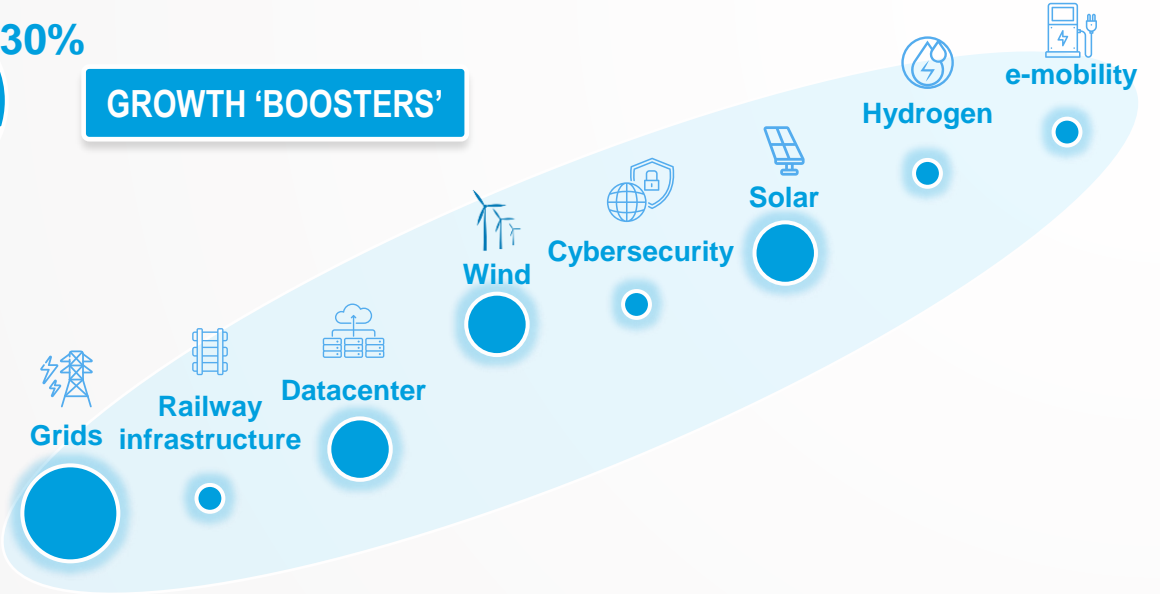 30%
GROWTH ‘BOOSTERS’
e-mobility
Hydrogen
Solar
Cybersecurity
Wind
Datacenter
Railway
infrastructure
Grids